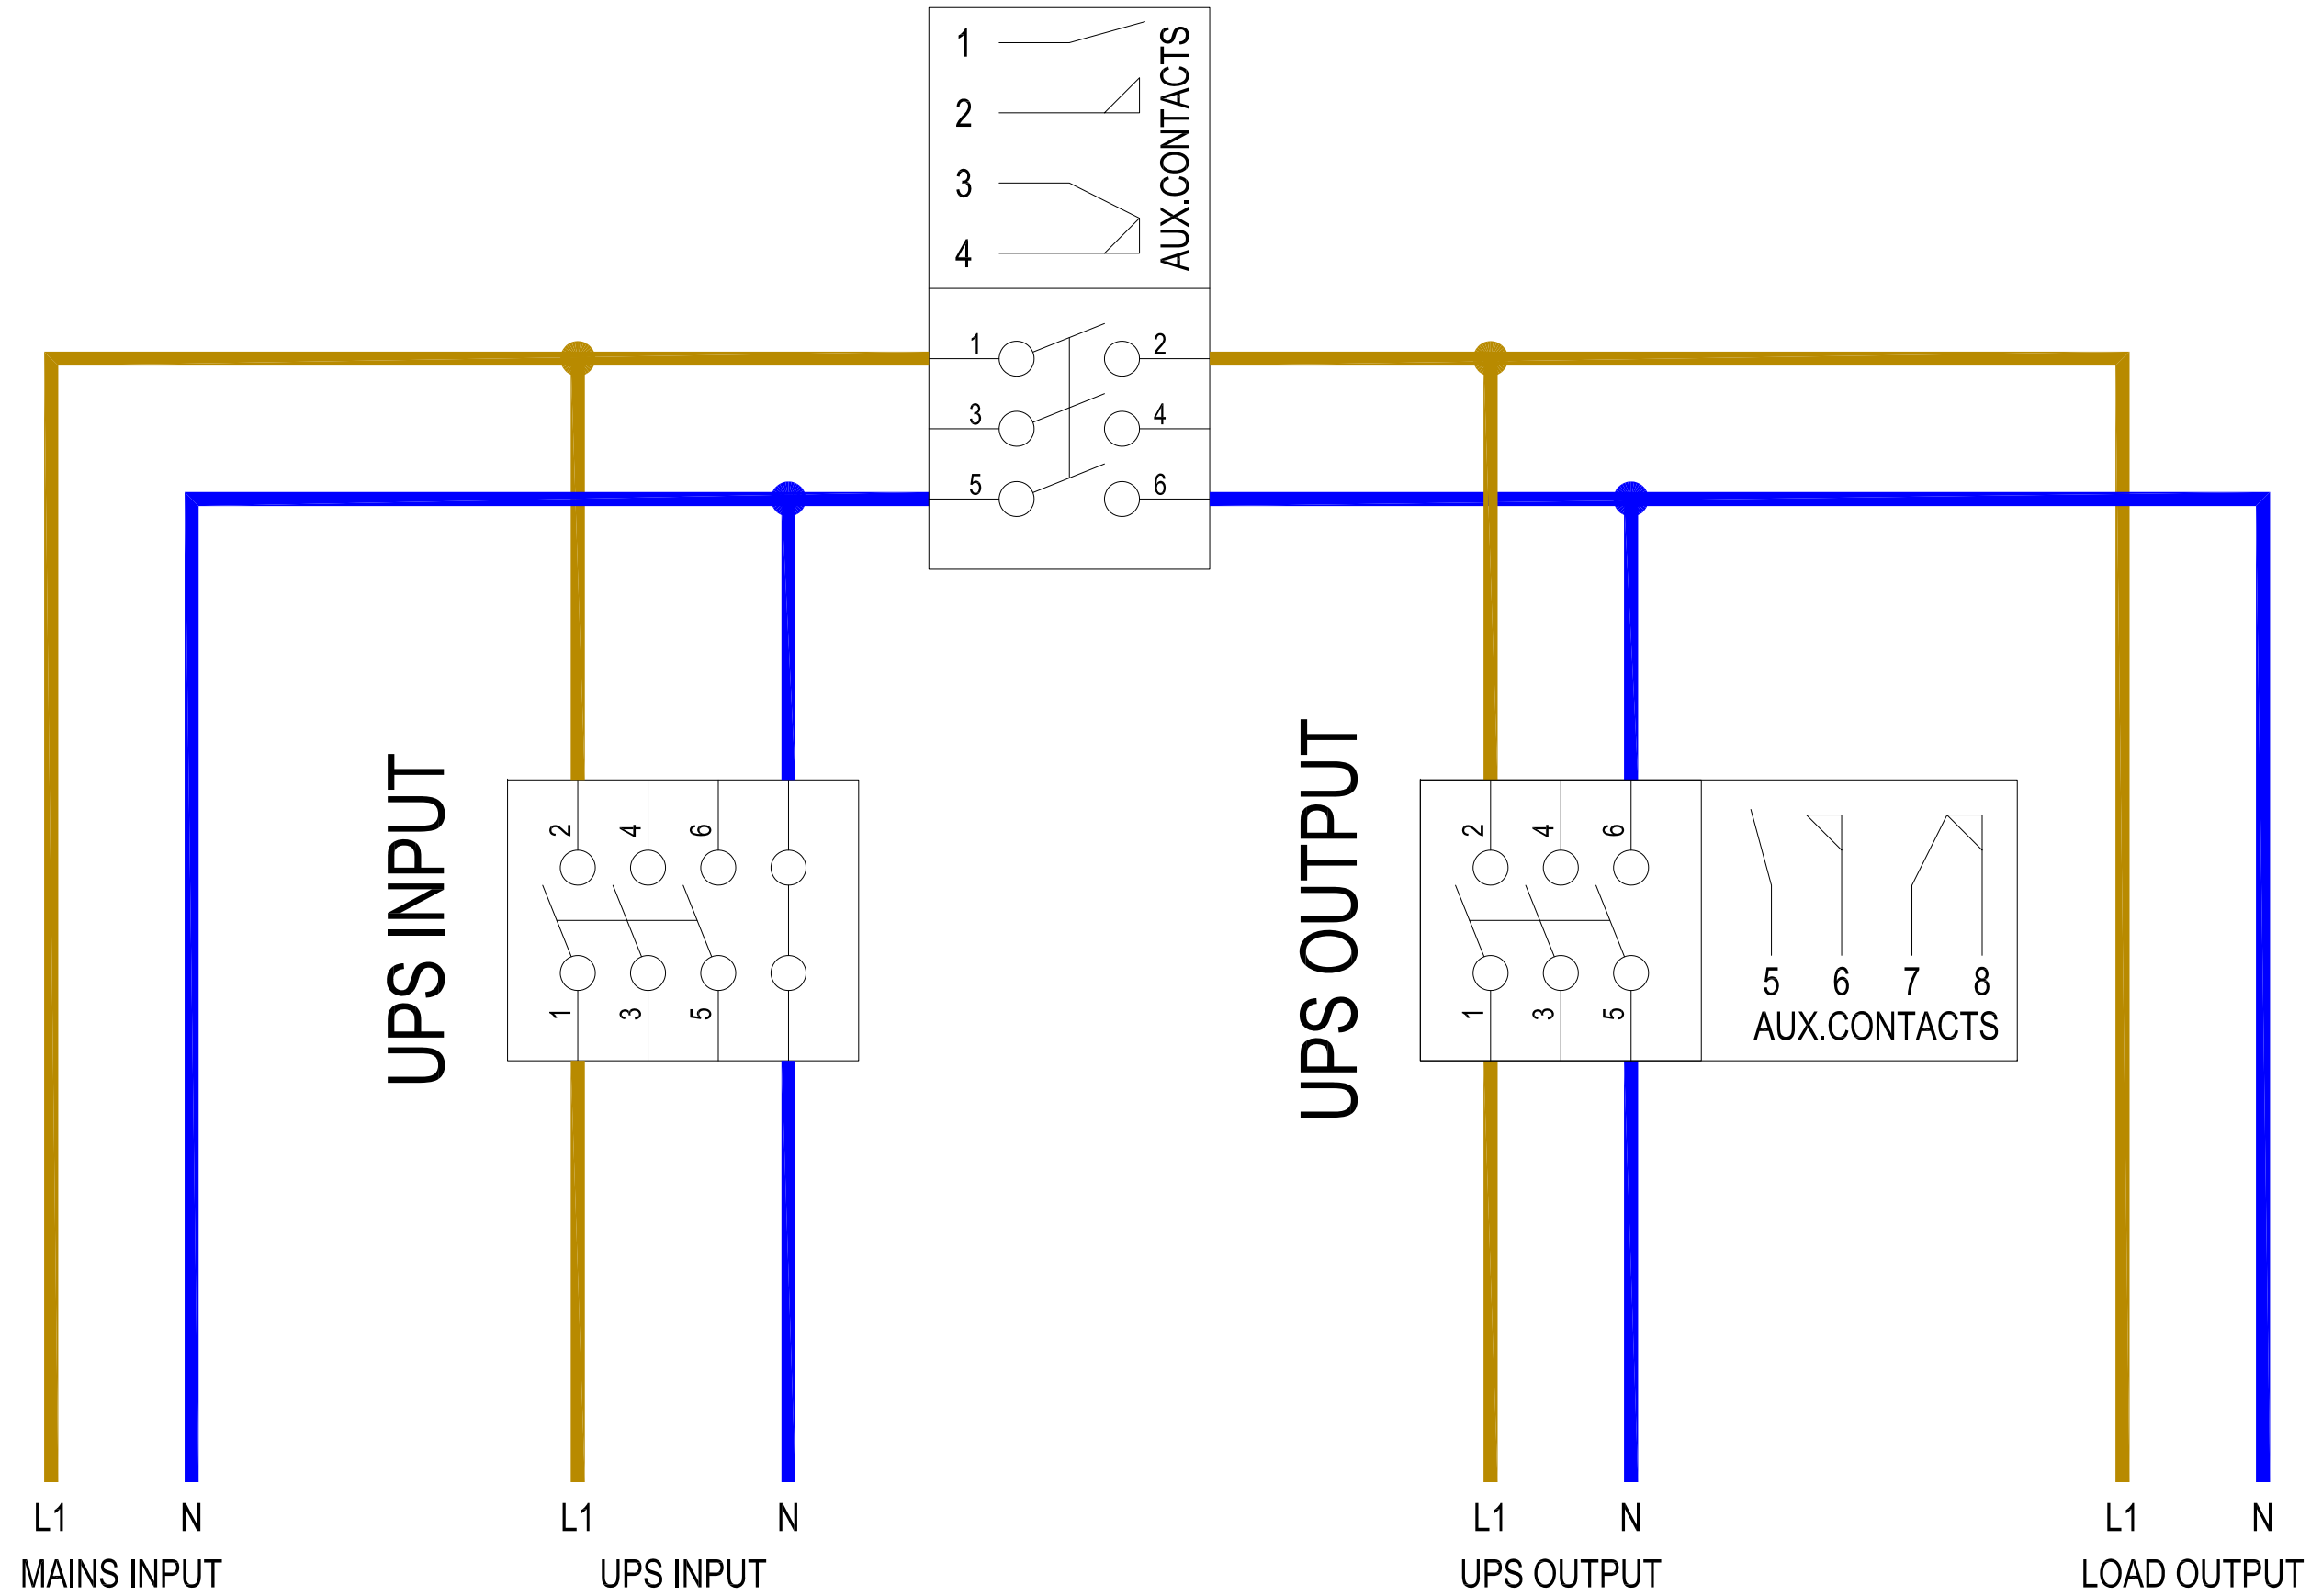 1
2
3
4
AUX.CONTACTS
1 2
3 4
5 6
UPS INPUT
2 4 6
1 3 5
UPS OUTPUT
2 4 6
1 3 5
5 6 7 8
AUX.CONTACTS
L1 N L1 N L1 N L1 N
MAINS INPUT UPS INPUT UPS OUTPUT LOAD OUTPUT